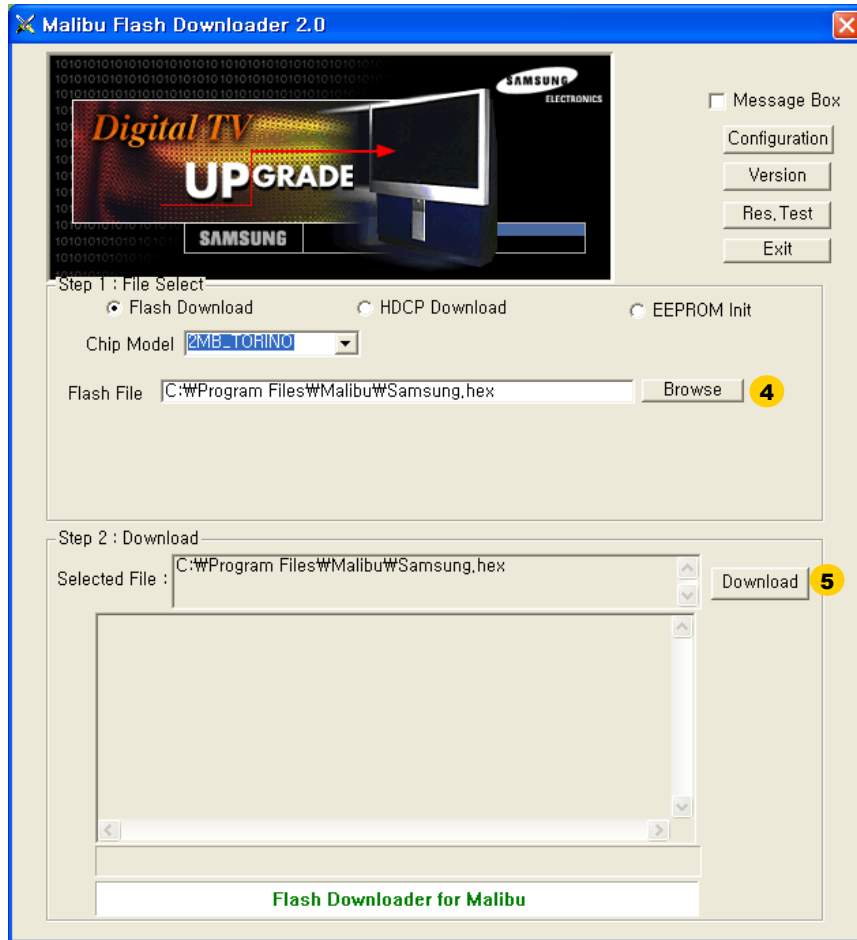 Malibu Flash Downloader 2.0
SAMSUNG
ELECTRONICS
Digital TV
UPGRADE
SAMSUNG
Message Box
Configuration
Version
Res, Test
Exit
Step 1 : File Select
Flash Download
HDCP Download
EEPROM Init
Chip Model 2MB_TORINO
Flash File C:₩Program Files₩Malibu₩Samsung,hex Browse 4
Step 2 : Download
Selected File : C:₩Program Files₩Malibu₩Samsung,hex Download 5
Flash Downloader for Malibu